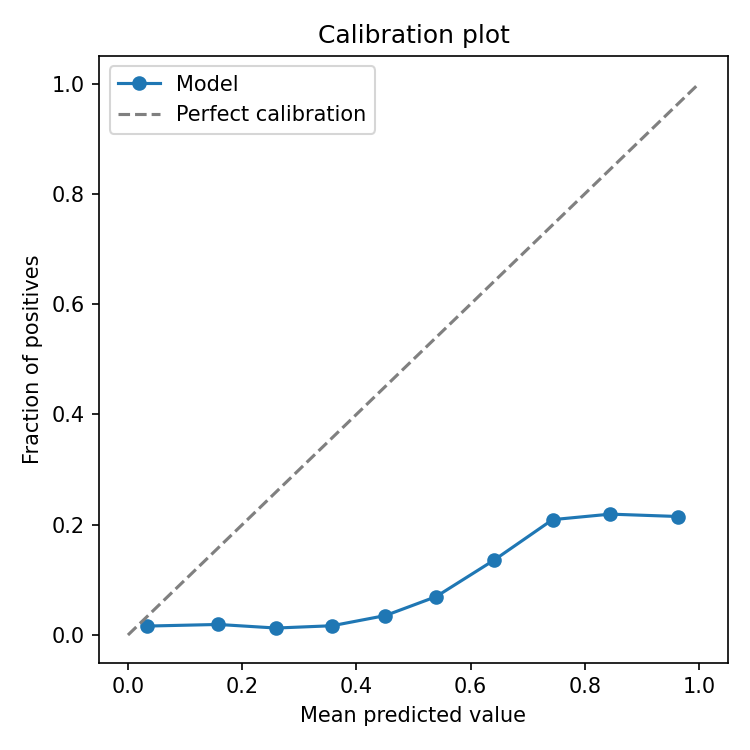 Calibration plot
Model
Perfect calibration
1.0
0.8
0.6
0.4
0.2
0.0
Fraction of positives
0.0 0.2 0.4 0.6 0.8 1.0
Mean predicted value